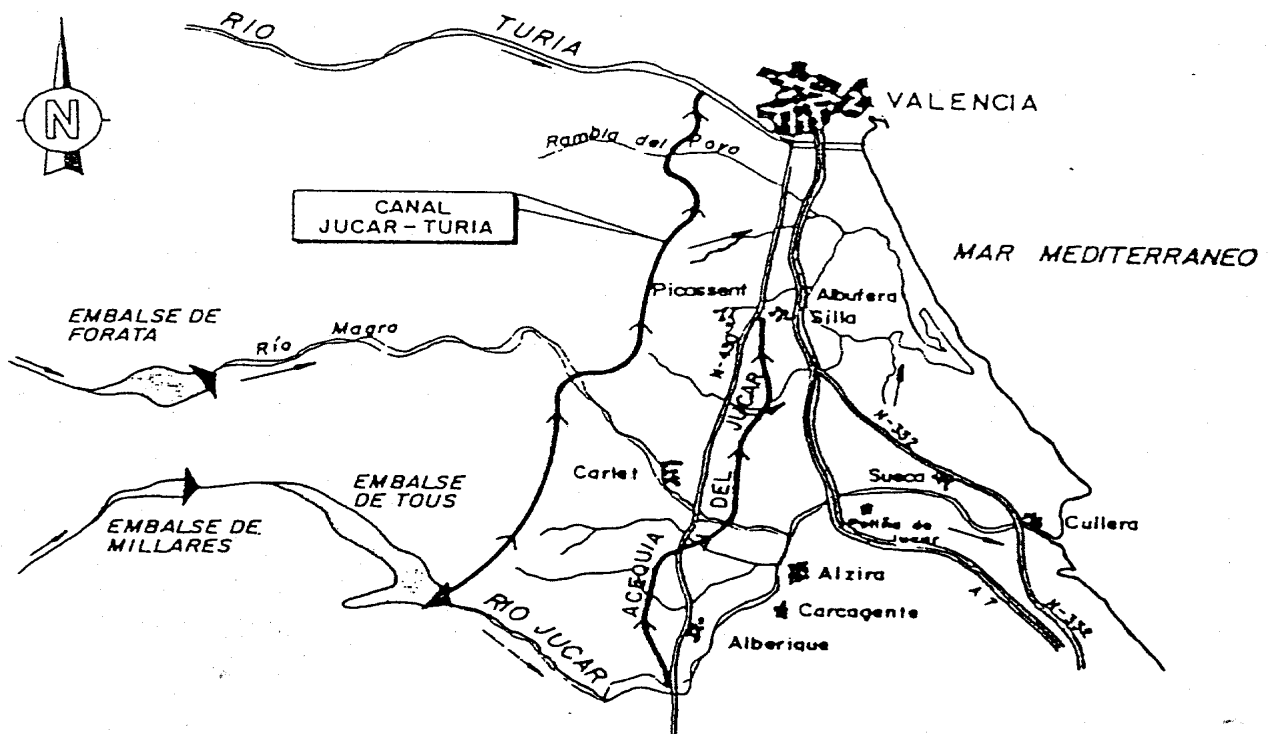 RIO TURIA
N
VALENCIA
Rambla del Poyo
CANAL
JUCAR-TURIA
MAR MEDITERRANEO
Picassent
Albufera
Silla
EMBALSE DE
FORATA
Río Magro
N-332
Carlet
Sueca
EMBALSE
DE TOUS
Cullera
EMBALSE DE
MILLARES
ACEQUIA DEL JUCAR
Alzira
A7
N-332
Carcagente
RIO JUCAR
Alberique